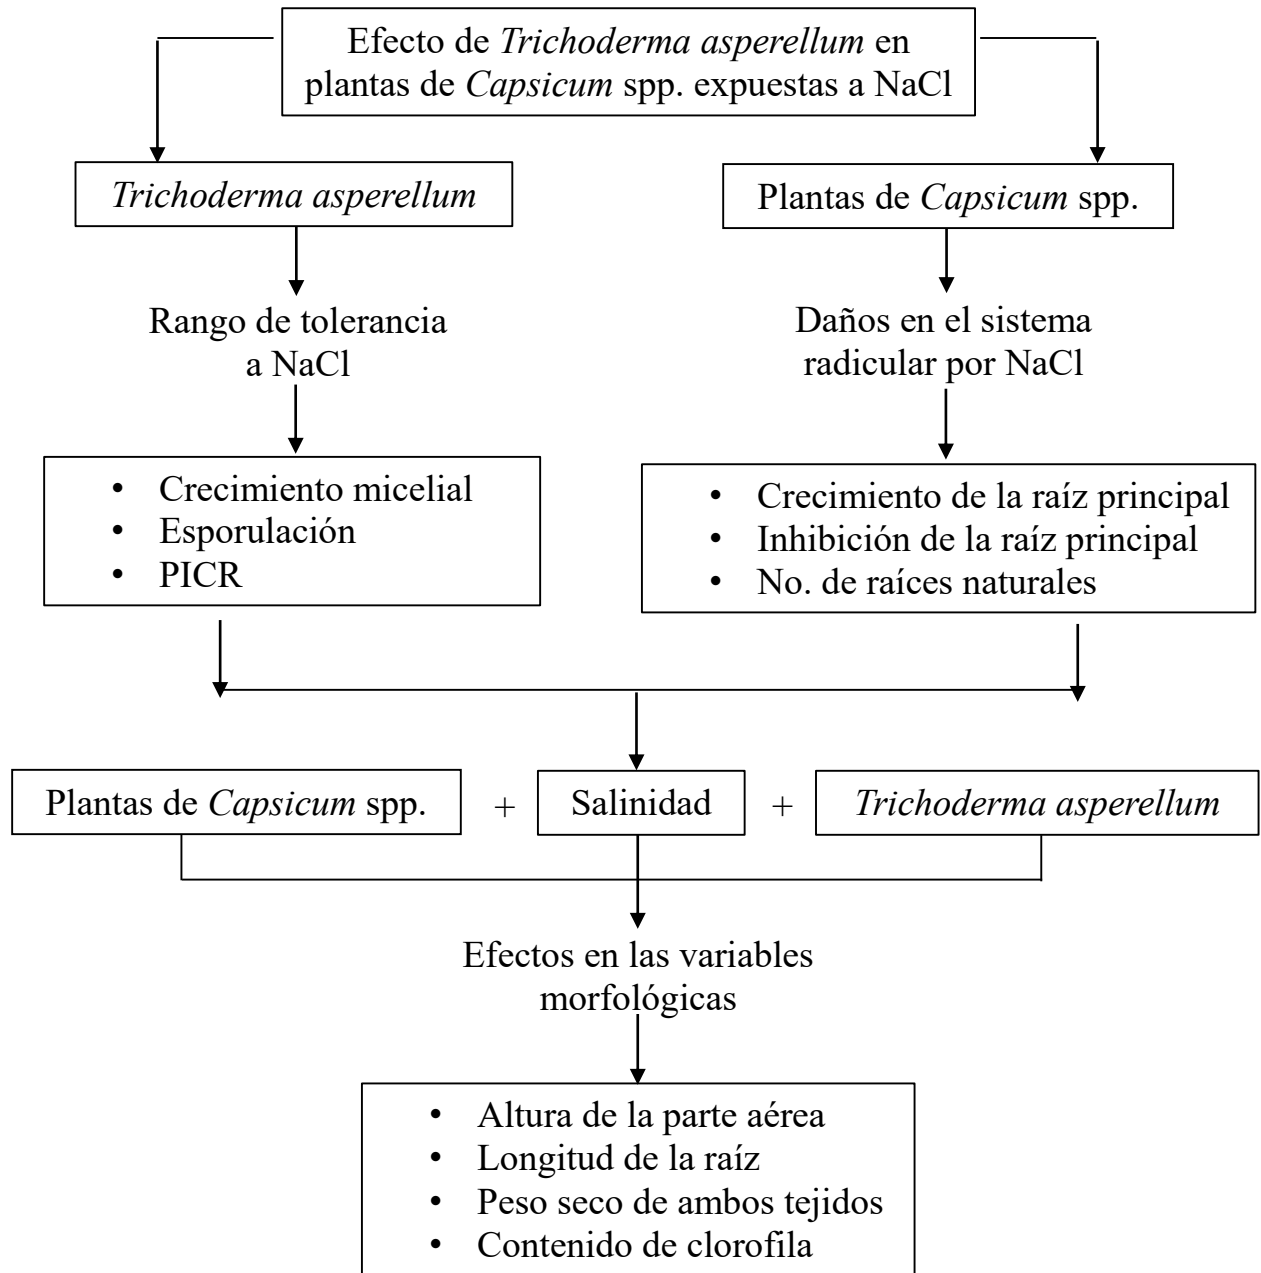 Efecto de Trichoderma asperellum en
plantas de Capsicum spp. expuestas a NaCl
Trichoderma asperellum
Plantas de Capsicum spp.
Rango de tolerancia
a NaCl
Daños en el sistema
radicular por NaCl
• Crecimiento micelial
• Esporulación
• PICR
• Crecimiento de la raíz principal
• Inhibición de la raíz principal
• No. de raíces naturales
Plantas de Capsicum spp. + Salinidad + Trichoderma asperellum
Efectos en las variables
morfológicas
• Altura de la parte aérea
• Longitud de la raíz
• Peso seco de ambos tejidos
• Contenido de clorofila